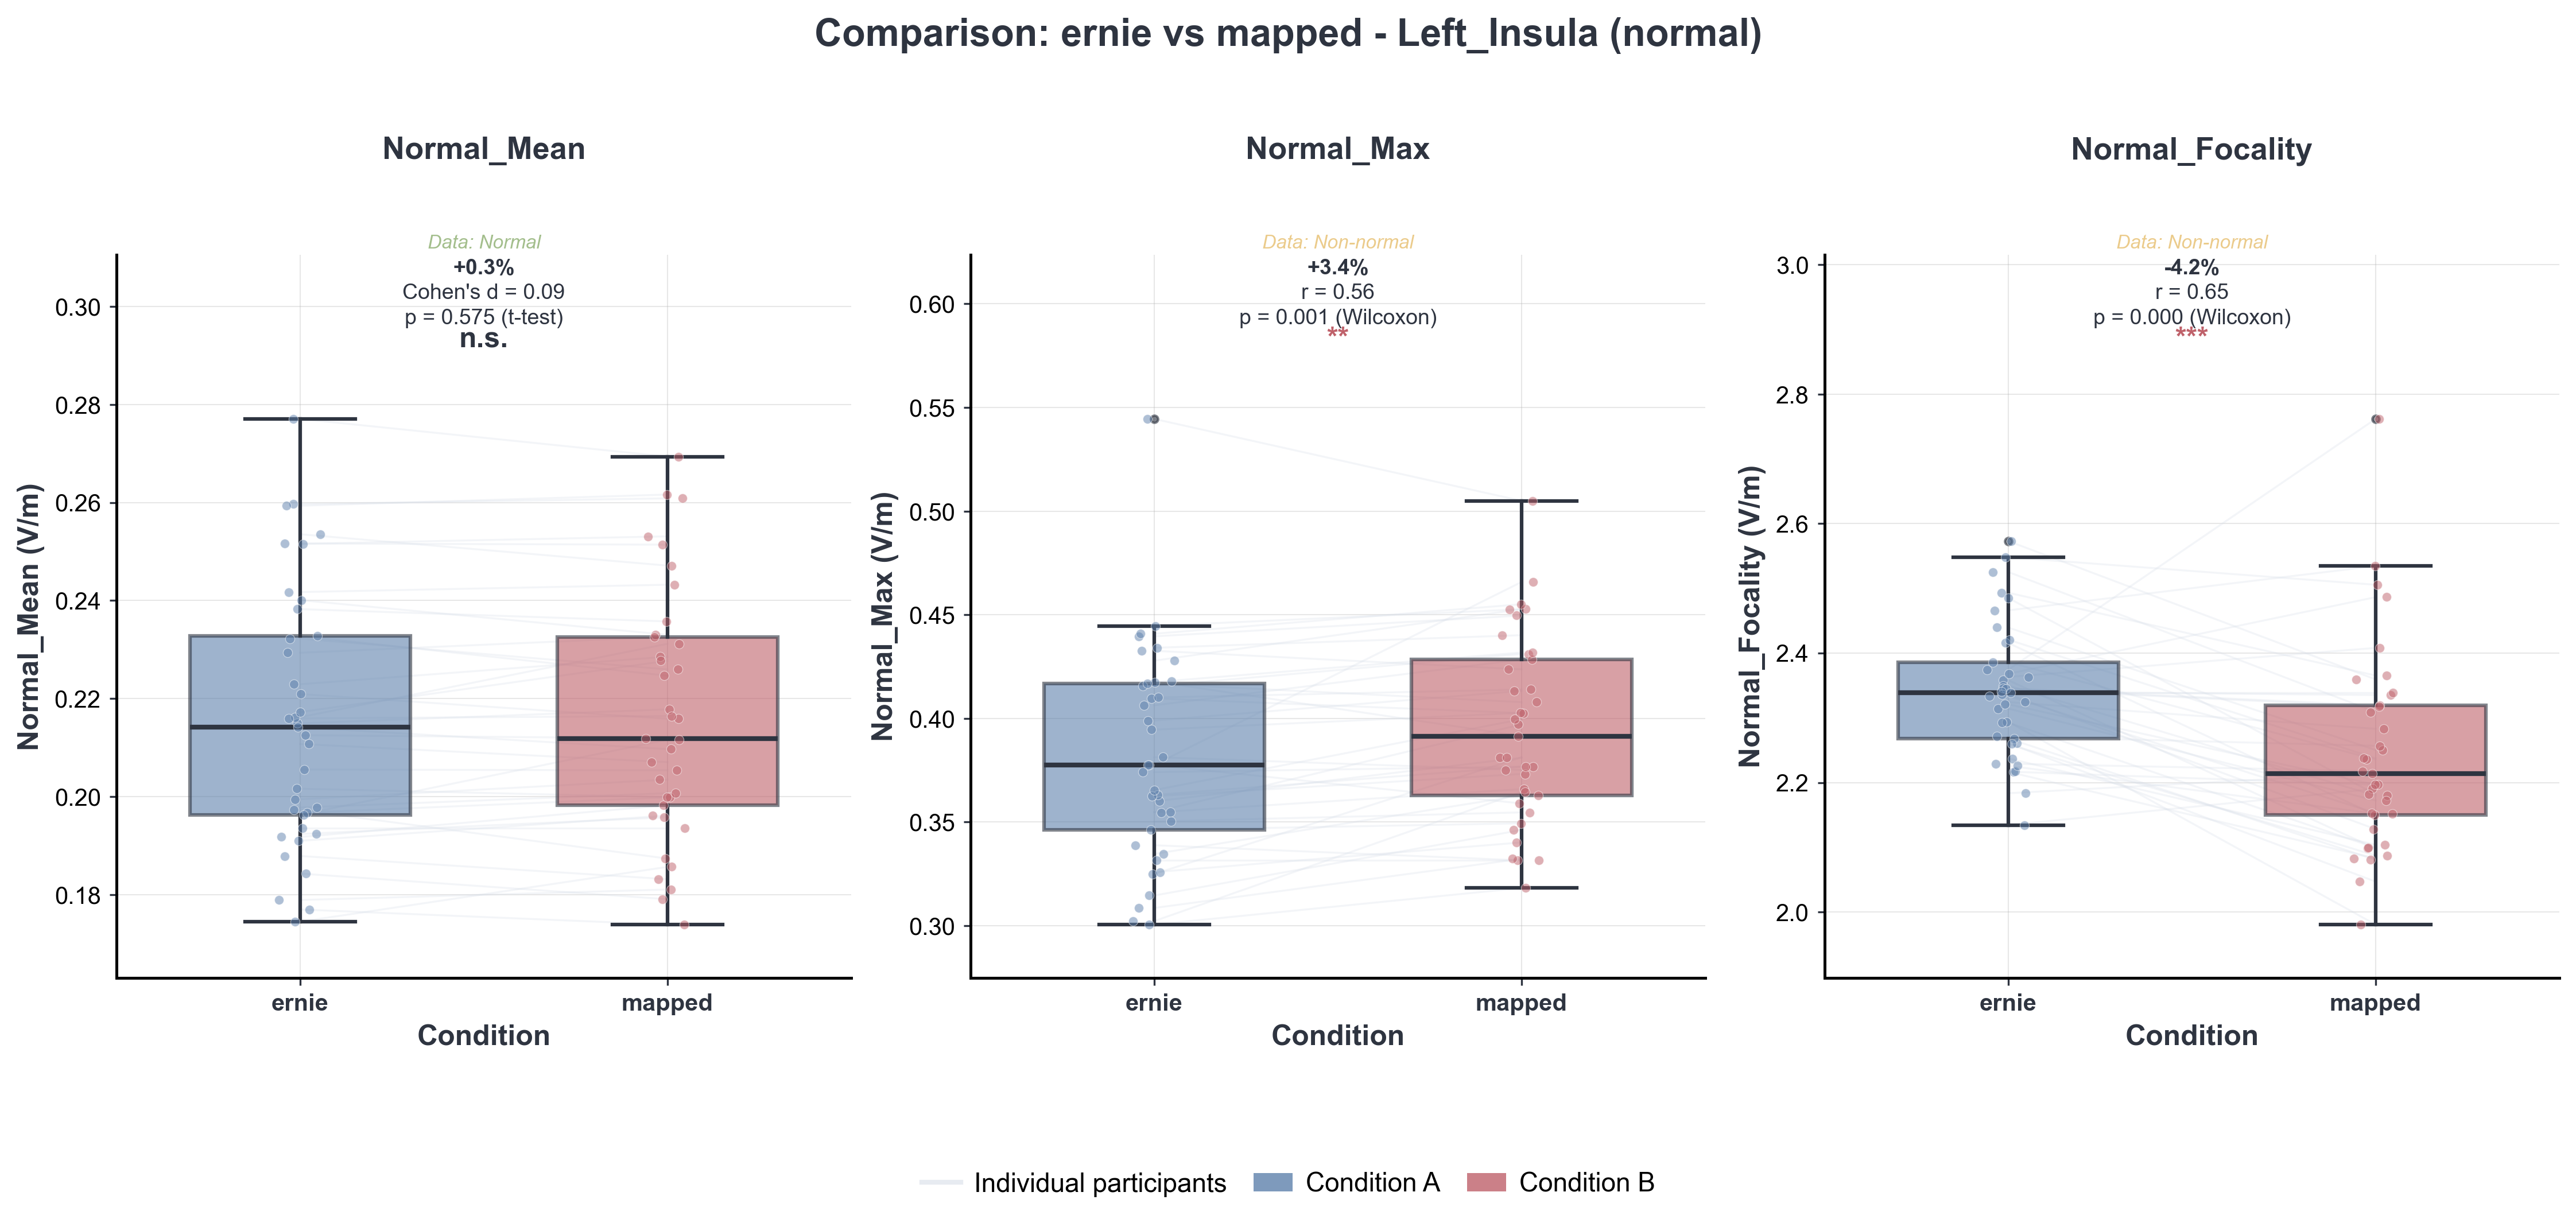 Comparison: ernie vs mapped - Left_Insula (normal)
Normal_Mean
Data: Normal
+0.3%
Cohen's d = 0.09
p = 0.575 (t-test)
n.s.
Normal_Mean (V/m)
0.30
0.28
0.26
0.24
0.22
0.20
0.18
ernie
mapped
Condition
Normal_Max
Data: Non-normal
+3.4%
r = 0.56
p = 0.001 (Wilcoxon)
**
Normal_Max (V/m)
0.60
0.55
0.50
0.45
0.40
0.35
0.30
ernie
mapped
Condition
Normal_Focality
Data: Non-normal
-4.2%
r = 0.65
p = 0.000 (Wilcoxon)
***
Normal_Focality (V/m)
3.0
2.8
2.6
2.4
2.2
2.0
ernie
mapped
Condition
Individual participants
Condition A
Condition B